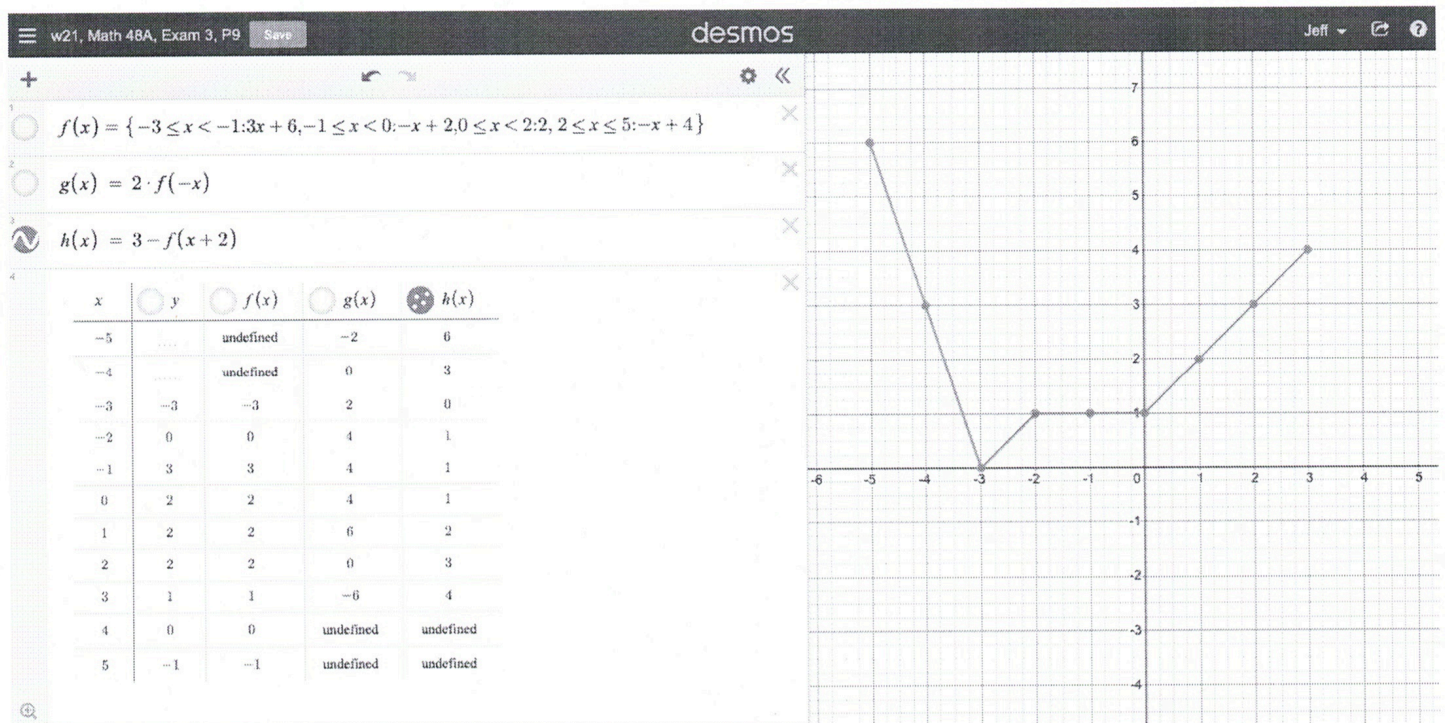 w21, Math 48A, Exam 3, P9 Save desmos Jeff
1
f(x) = {−3 ≤ x < −1:3x + 6,−1 ≤ x < 0:−x + 2,0 ≤ x < 2:2, 2 ≤ x ≤ 5:−x + 4}
2
g(x) = 2 · f(−x)
3
h(x) = 3 − f(x + 2)
4
x y f(x) g(x) h(x)
−5 undefined −2 6
−4 undefined 0 3
−3 −3 −3 2 0
−2 0 0 4 1
−1 3 3 4 1
0 2 2 4 1
1 2 2 6 2
2 2 2 0 3
3 1 1 −6 4
4 0 0 undefined undefined
5 −1 −1 undefined undefined
7
6
5
4
3
2
1
-6 -5 -4 -3 -2 -1 0 1 2 3 4 5
-1
-2
-3
-4